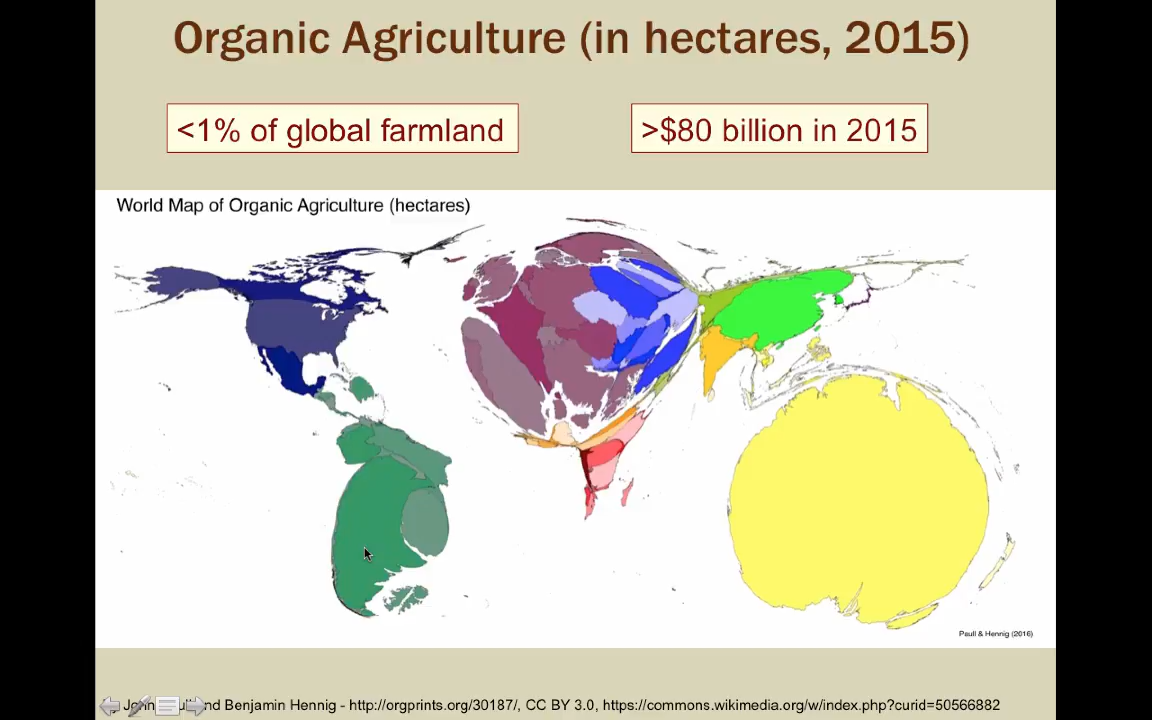 Organic Agriculture (in hectares, 2015)
<1% of global farmland
>$80 billion in 2015
World Map of Organic Agriculture (hectares)
Paull & Hennig (2016)
Benjamin Hennig - http://orgprints.org/30187/, CC BY 3.0, https://commons.wikimedia.org/w/index.php?curid=50566882